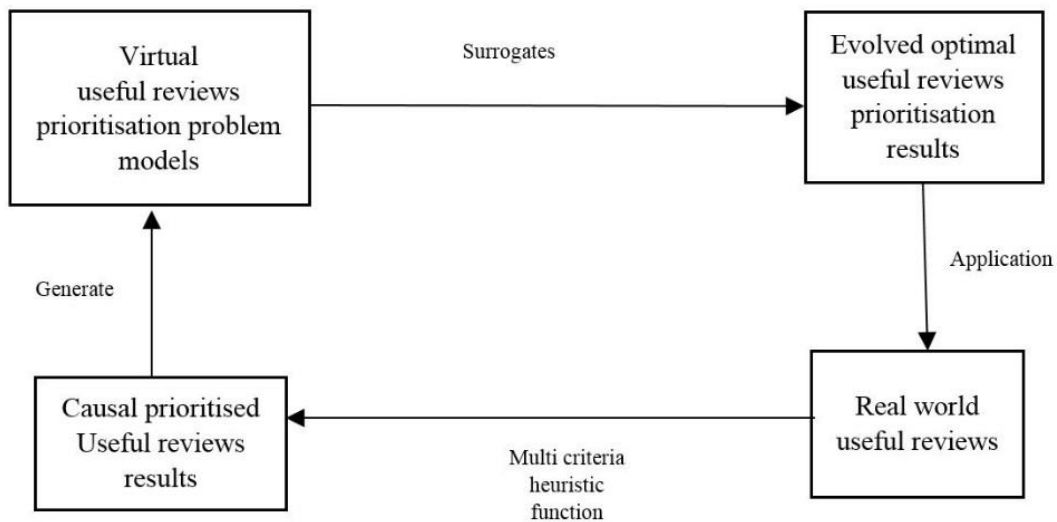 Virtual
useful reviews
prioritisation problem
models
Surrogates
Evolved optimal
useful reviews
prioritisation
results
Generate
Application
Causal prioritised
Useful reviews
results
Multi criteria
heuristic
function
Real world
useful reviews